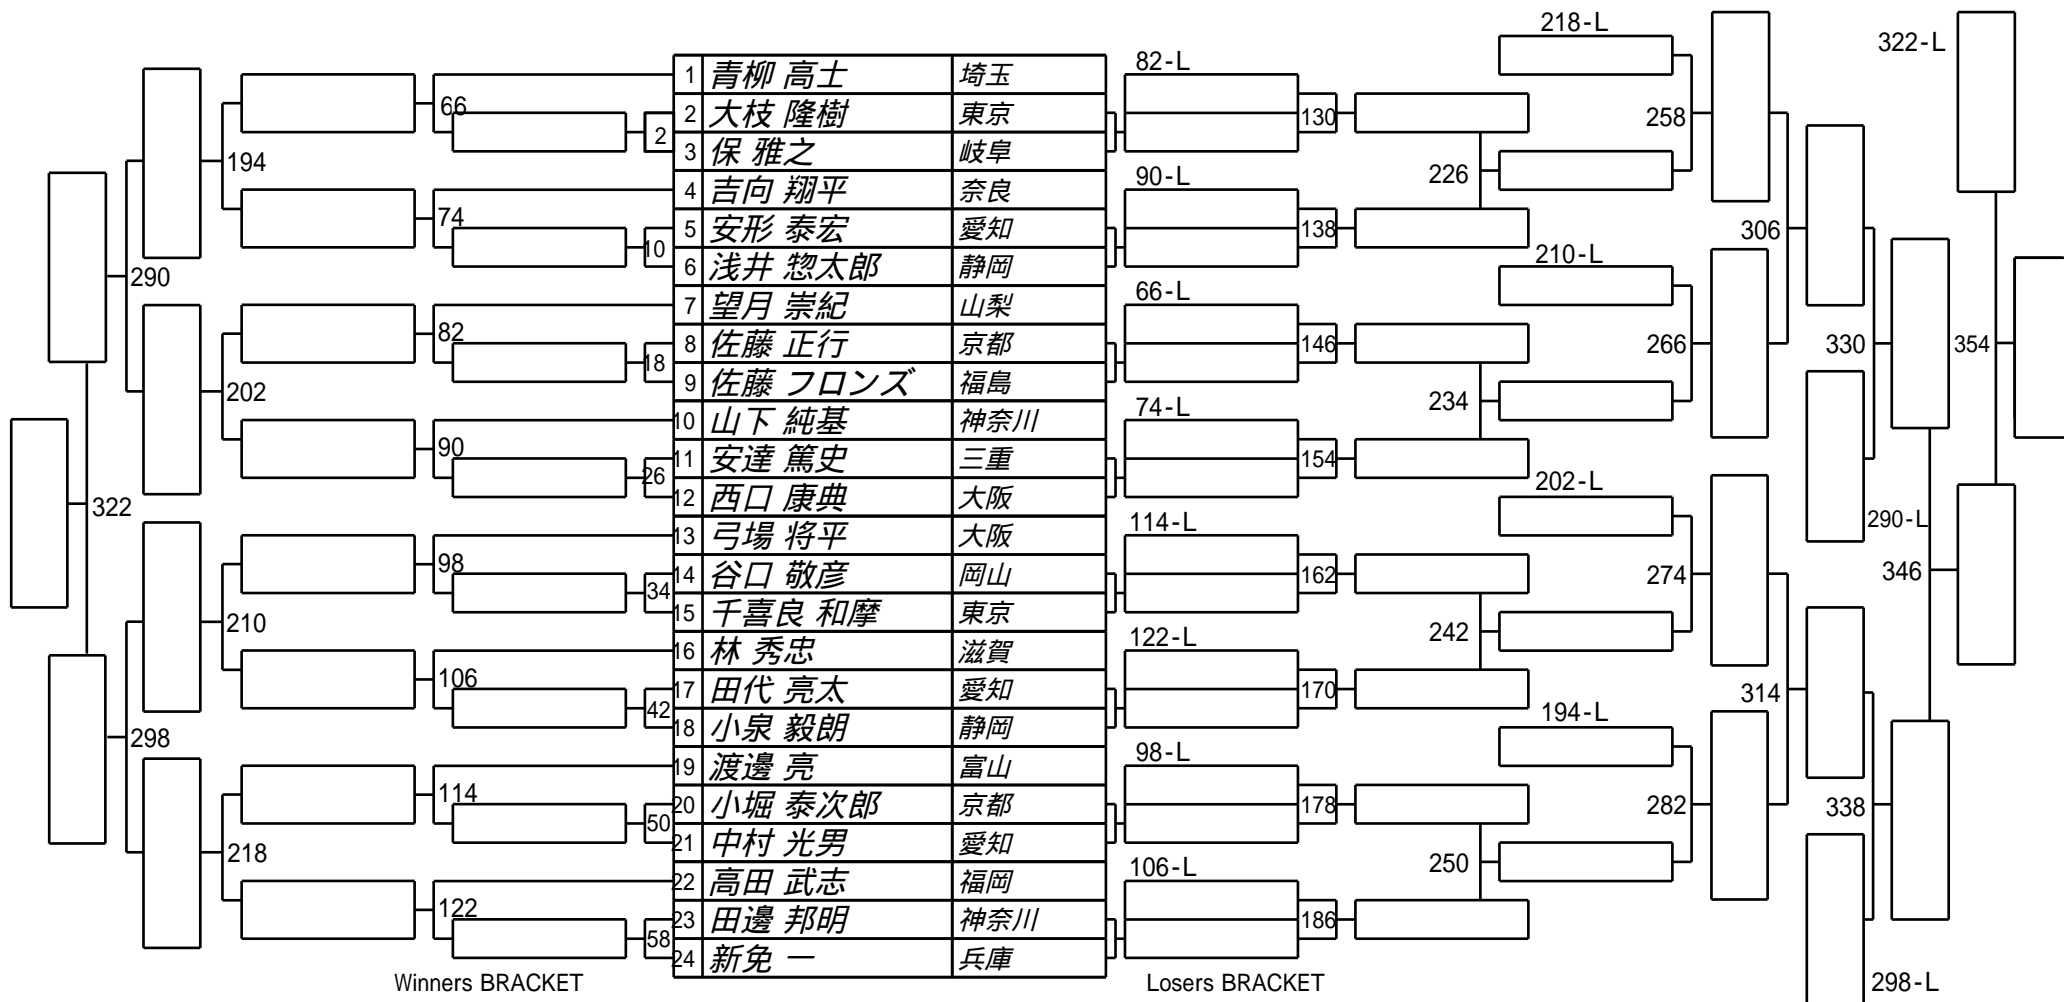 218-L
322-L
1 青柳 高士 埼玉 82-L
66 2 大枝 隆樹 東京 130 258
2
3 保 雅之 岐阜
194 4 吉向 翔平 奈良 90-L 226
74 5 安形 泰宏 愛知 138 306
10
6 浅井 惣太郎 静岡 210-L
290
7 望月 崇紀 山梨 66-L
82 8 佐藤 正行 京都 146 266 330 354
18
9 佐藤 フロンズ 福島
202 10 山下 純基 神奈川 74-L 234
90 11 安達 篤史 三重 154
26
12 西口 康典 大阪 202-L
322
13 弓場 将平 大阪 114-L 290-L
98 14 谷口 敬彦 岡山 162 274 346
34
15 千喜良 和摩 東京
210 16 林 秀忠 滋賀 122-L 242
106 17 田代 亮太 愛知 170 314
42
18 小泉 毅朗 静岡 194-L
298
19 渡邊 亮 富山 98-L
114 20 小堀 泰次郎 京都 178 282 338
50
21 中村 光男 愛知
218 22 高田 武志 福岡 106-L 250
122 23 田邊 邦明 神奈川 186
58
24 新免 一 兵庫
Winners BRACKET Losers BRACKET 298-L